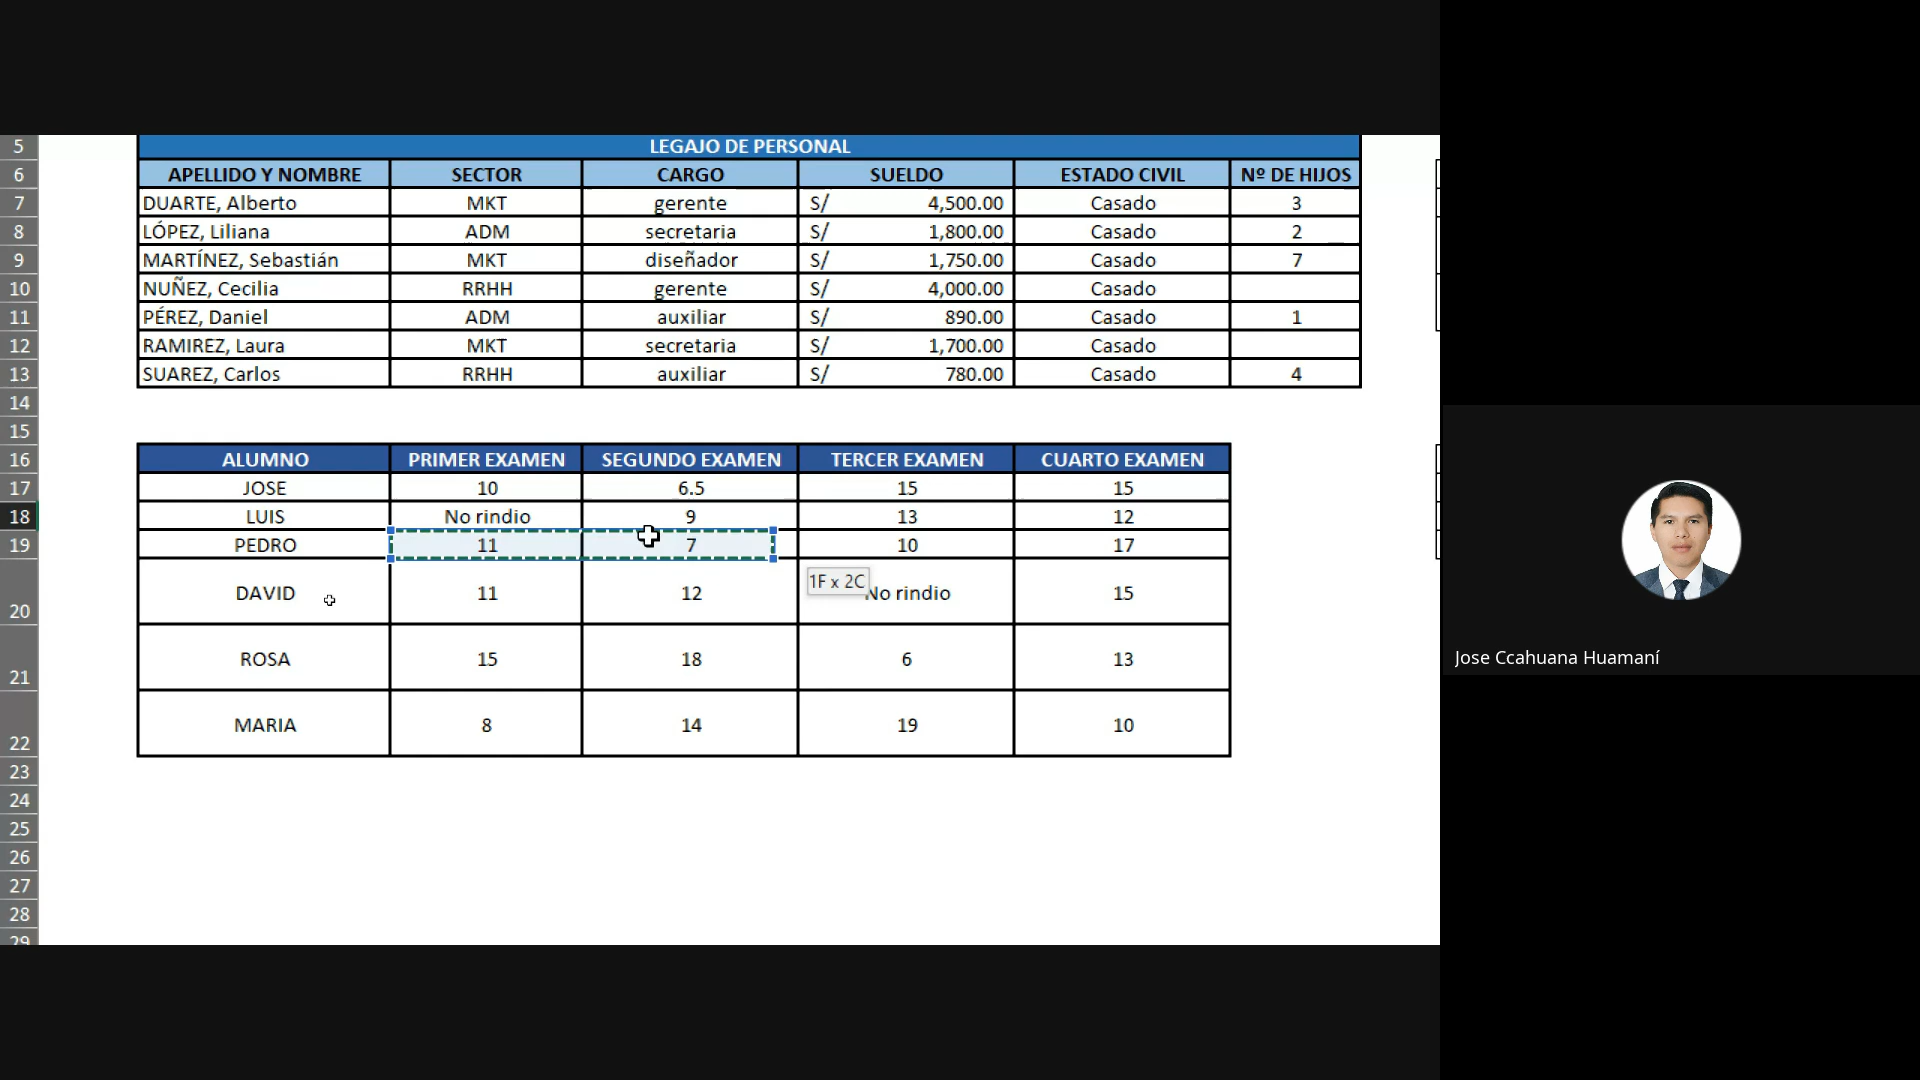 5 LEGAJO DE PERSONAL
6 APELLIDO Y NOMBRE SECTOR CARGO SUELDO ESTADO CIVIL Nº DE HIJOS
7 DUARTE, Alberto MKT gerente S/ 4,500.00 Casado 3
8 LÓPEZ, Liliana ADM secretaria S/ 1,800.00 Casado 2
9 MARTÍNEZ, Sebastián MKT diseñador S/ 1,750.00 Casado 7
10 NUÑEZ, Cecilia RRHH gerente S/ 4,000.00 Casado
11 PÉREZ, Daniel ADM auxiliar S/ 890.00 Casado 1
12 RAMIREZ, Laura MKT secretaria S/ 1,700.00 Casado
13 SUAREZ, Carlos RRHH auxiliar S/ 780.00 Casado 4
14
15
16 ALUMNO PRIMER EXAMEN SEGUNDO EXAMEN TERCER EXAMEN CUARTO EXAMEN
17 JOSE 10 6.5 15 15
18 LUIS No rindio 9 13 12
19 PEDRO 11 7 10 17
1F x 2C
20 DAVID 11 12 No rindio 15
21 ROSA 15 18 6 13
22 MARIA 8 14 19 10
23
24
25
26
27
28
29
Jose Ccahuana Huamaní